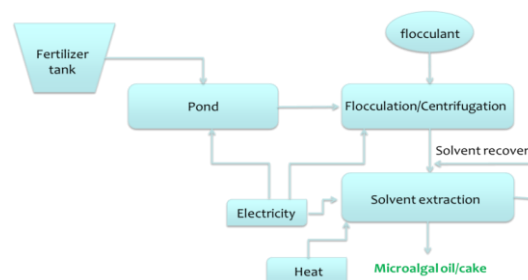 flocculant
Fertilizer
tank
Pond
Flocculation/Centrifugation
Solvent recover
Electricity
Solvent extraction
Heat
Microalgal oil/cake